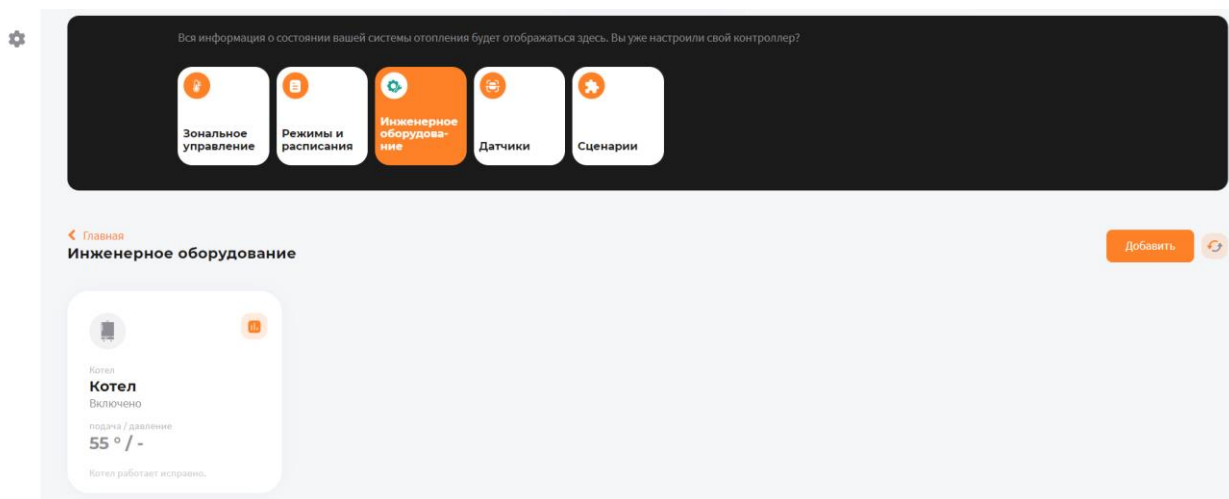 Вся информация о состоянии вашей системы отопления будет отображаться здесь. Вы уже настроили свой контроллер?
Зональное
управление
Режимы и
расписания
Инженерное
оборудова-
ние
Датчики
Сценарии
Главная
Инженерное оборудование
Добавить
Котел
Котел
Включено
подача / давление
55 ° / -
Котел работает исправно.